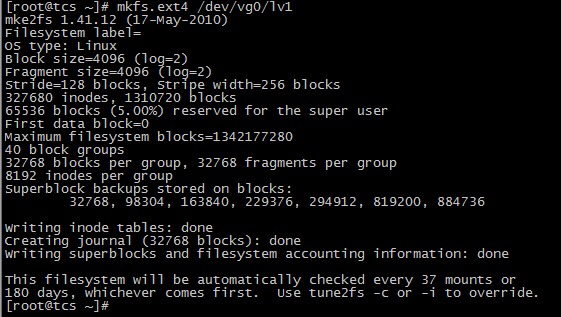 [root@tcs ~]# mkfs.ext4 /dev/vg0/lv1
mke2fs 1.41.12 (17-May-2010)
Filesystem label=
OS type: Linux
Block size=4096 (log=2)
Fragment size=4096 (log=2)
Stride=128 blocks, Stripe width=256 blocks
327680 inodes, 1310720 blocks
65536 blocks (5.00%) reserved for the super user
First data block=0
Maximum filesystem blocks=1342177280
40 block groups
32768 blocks per group, 32768 fragments per group
8192 inodes per group
Superblock backups stored on blocks:
        32768, 98304, 163840, 229376, 294912, 819200, 884736
Writing inode tables: done
Creating journal (32768 blocks): done
Writing superblocks and filesystem accounting information: done
This filesystem will be automatically checked every 37 mounts or
180 days, whichever comes first.  Use tune2fs -c or -i to override.
[root@tcs ~]#